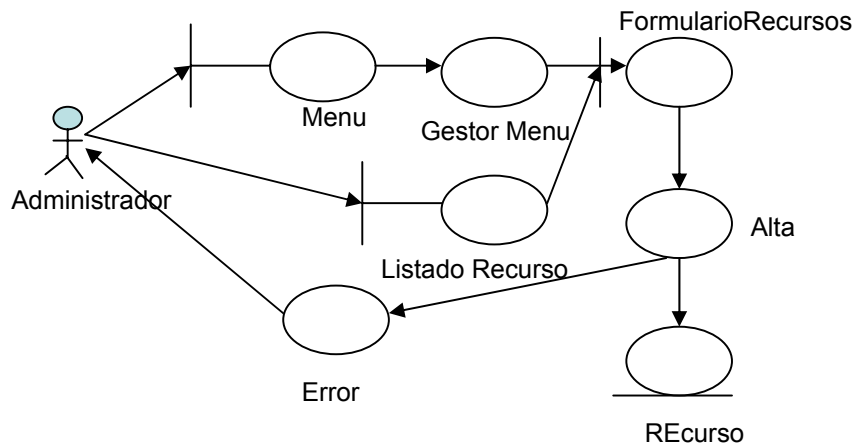 FormularioRecursos
Menu
Gestor Menu
Administrador
Alta
Listado Recurso
Error
REcurso